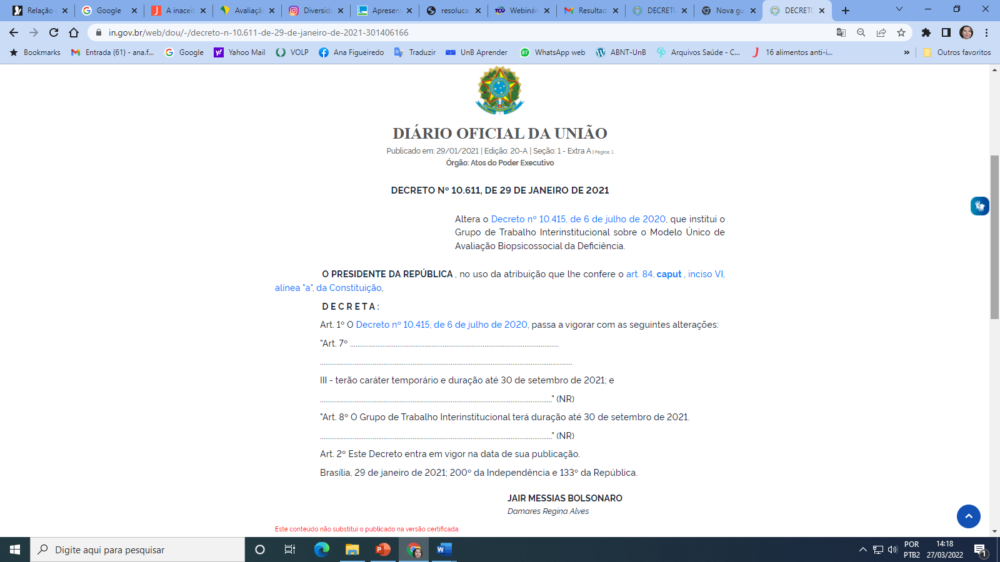 Relação
Google
A inaceit
Avaliaçã
Instagram Diversida
Apresent
resoluca
TCU Webinári
Resultad
DECRETO
Nova gu
DECRETO
in.gov.br/web/dou/-/decreto-n-10.611-de-29-de-janeiro-de-2021-301406166
Bookmarks
Entrada (61) - ana.f...
Google
Yahoo Mail
VOLP
Ana Figueiredo
Traduzir
UnB Aprender
WhatsApp web
ABNT-UnB
Arquivos Saúde - C...
16 alimentos anti-i...
»
Outros favoritos
DIÁRIO OFICIAL DA UNIÃO
Publicado em: 29/01/2021 | Edição: 20-A | Seção: 1 - Extra A | Página: 1
Órgão: Atos do Poder Executivo
DECRETO Nº 10.611, DE 29 DE JANEIRO DE 2021
Altera o Decreto nº 10.415, de 6 de julho de 2020, que institui o
Grupo de Trabalho Interinstitucional sobre o Modelo Único de
Avaliação Biopsicossocial da Deficiência.
O PRESIDENTE DA REPÚBLICA , no uso da atribuição que lhe confere o art. 84, caput , inciso VI,
alínea "a", da Constituição,
D E C R E T A :
Art. 1º O Decreto nº 10.415, de 6 de julho de 2020, passa a vigorar com as seguintes alterações:
"Art. 7º ....................................................................................................................
............................................................................................................................................
III - terão caráter temporário e duração até 30 de setembro de 2021; e
................................................................................................................................." (NR)
"Art. 8º O Grupo de Trabalho Interinstitucional terá duração até 30 de setembro de 2021.
................................................................................................................................." (NR)
Art. 2º Este Decreto entra em vigor na data de sua publicação.
Brasília, 29 de janeiro de 2021; 200º da Independência e 133º da República.
JAIR MESSIAS BOLSONARO
Damares Regina Alves
Este conteúdo não substitui o publicado na versão certificada.
Digite aqui para pesquisar
POR
PTB2
14:18
27/03/2022
1